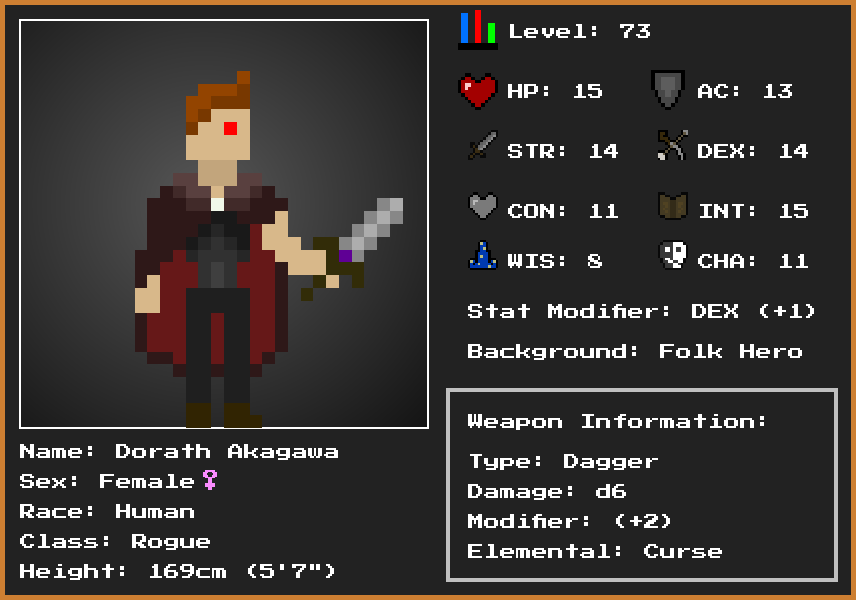 Level: 73
HP: 15
AC: 13
STR: 14
DEX: 14
CON: 11
INT: 15
WIS: 8
CHA: 11
Stat Modifier: DEX (+1)
Background: Folk Hero
Weapon Information:
Type: Dagger
Damage: d6
Modifier: (+2)
Elemental: Curse
Name: Dorath Akagawa
Sex: Female♀
Race: Human
Class: Rogue
Height: 169cm (5'7")